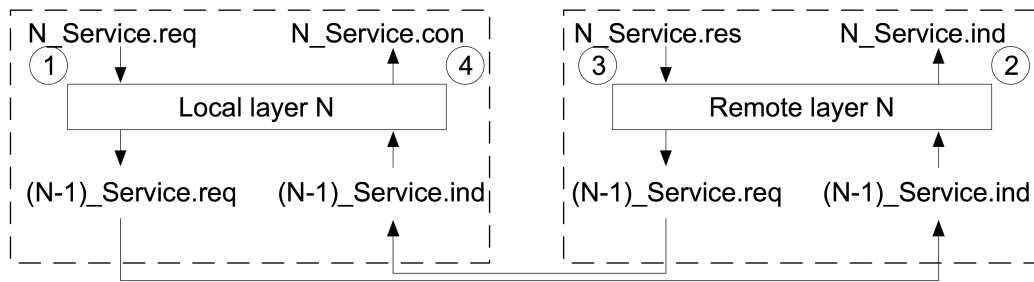 N_Service.req N_Service.con N_Service.res N_Service.ind
1 4 3 2
Local layer N Remote layer N
(N-1)_Service.req (N-1)_Service.ind (N-1)_Service.req (N-1)_Service.ind